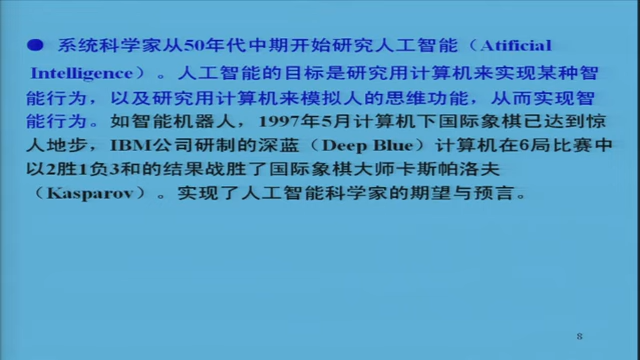 ● 系统科学家从50年代中期开始研究人工智能（Atificial
Intelligence）。人工智能的目标是研究用计算机来实现某种智
能行为，以及研究用计算机来模拟人的思维功能，从而实现智
能行为。如智能机器人，1997年5月计算机下国际象棋已达到惊
人地步，IBM公司研制的深蓝（Deep Blue）计算机在6局比赛中
以2胜1负3和的结果战胜了国际象棋大师卡斯帕洛夫
（Kasparov）。实现了人工智能科学家的期望与预言。
8